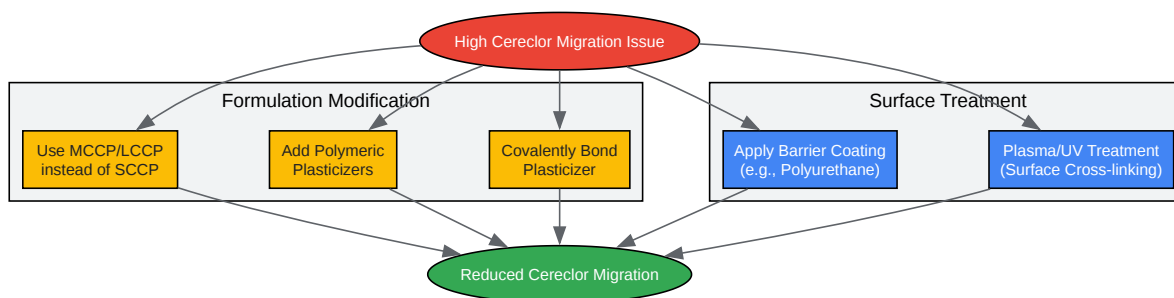 High Cereclor Migration Issue
Formulation Modification
Surface Treatment
Use MCCP/LCCP
instead of SCCP
Add Polymeric
Plasticizers
Covalently Bond
Plasticizer
Apply Barrier Coating
(e.g., Polyurethane)
Plasma/UV Treatment
(Surface Cross-linking)
Reduced Cereclor Migration